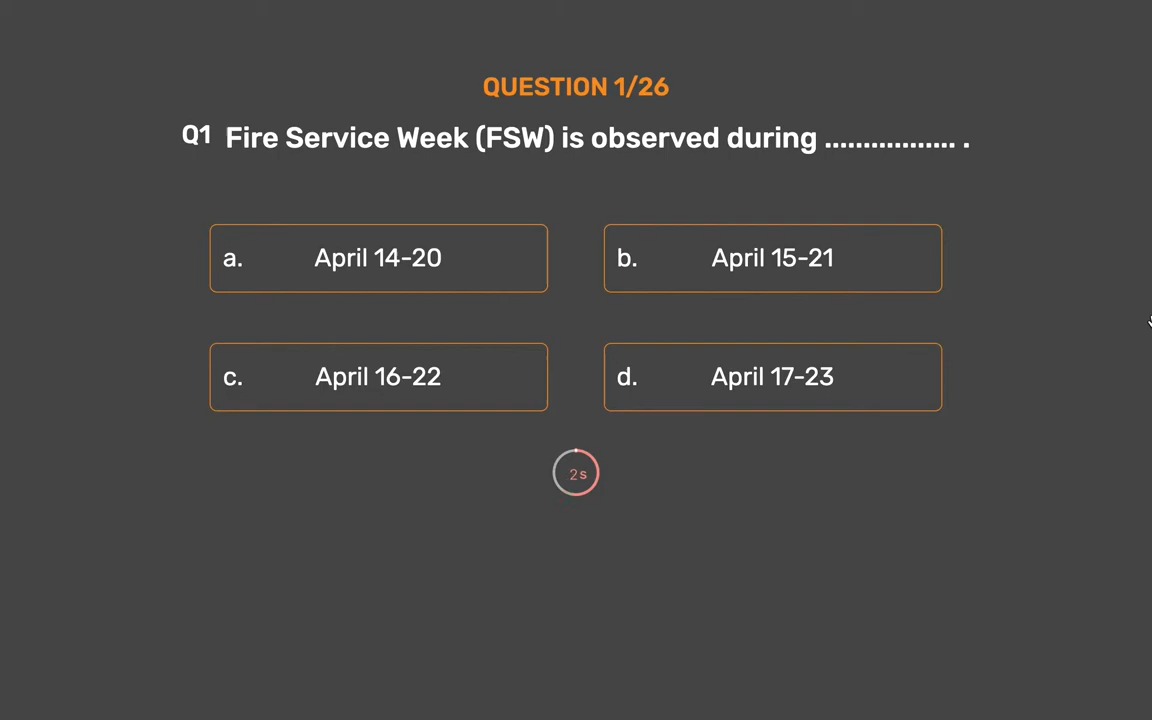 QUESTION 1/26
Q1 Fire Service Week (FSW) is observed during ................. .
a. April 14-20
b. April 15-21
c. April 16-22
d. April 17-23
2s